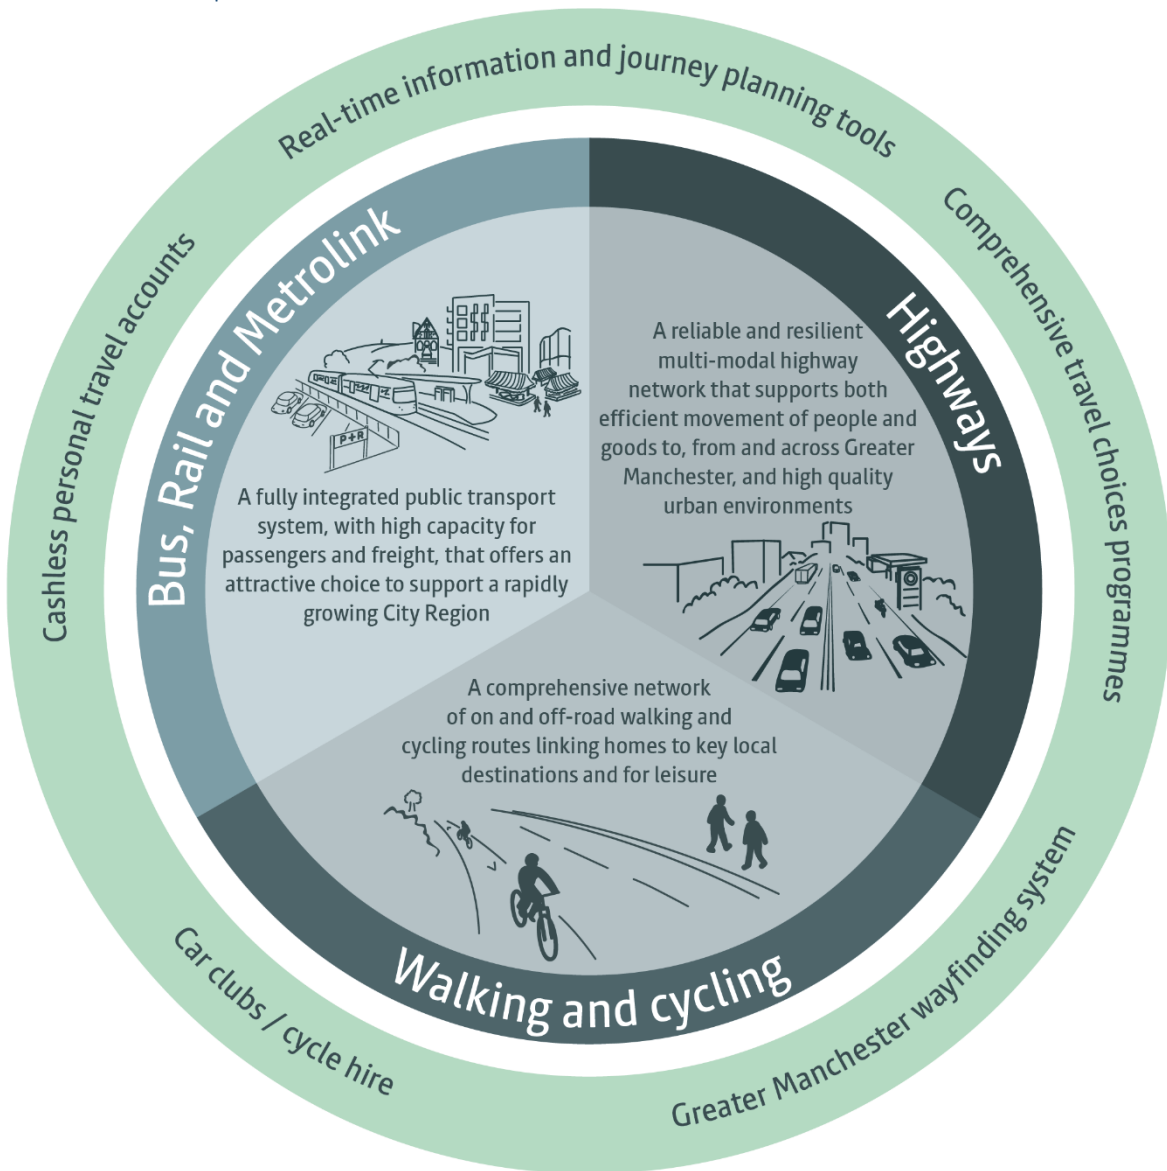 Real-time information and journey planning tools
Comprehensive travel choices programmes
Greater Manchester wayfinding system
Car clubs / cycle hire
Cashless personal travel accounts
Bus, Rail and Metrolink
P+R
A fully integrated public transport
system, with high capacity for
passengers and freight, that offers an
attractive choice to support a rapidly
growing City Region
Highways
A reliable and resilient
multi-modal highway
network that supports both
efficient movement of people and
goods to, from and across Greater
Manchester, and high quality
urban environments
A comprehensive network
of on and off-road walking and
cycling routes linking homes to key local
destinations and for leisure
Walking and cycling